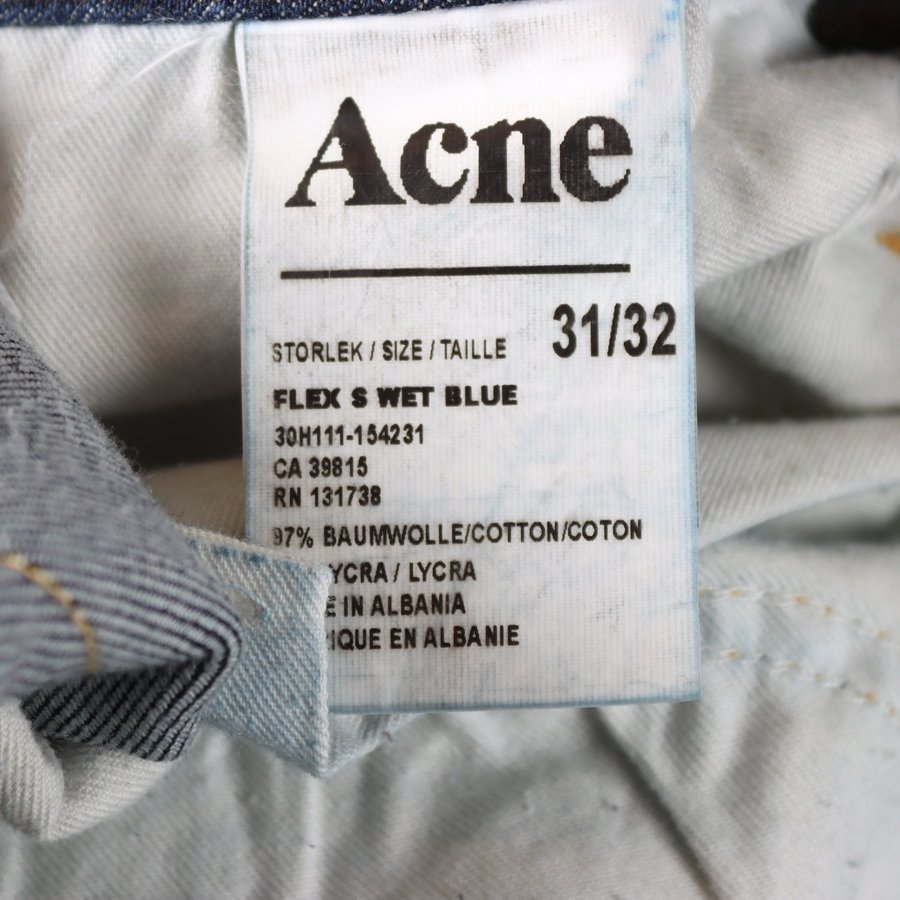 Acne
STORLEK / SIZE / TAILLE 31/32
FLEX S WET BLUE
30H111-154231
CA 39815
RN 131738
97% BAUMWOLLE/COTTON/COTON
/ LYCRA
IN ALBANIA
EN ALBANIE